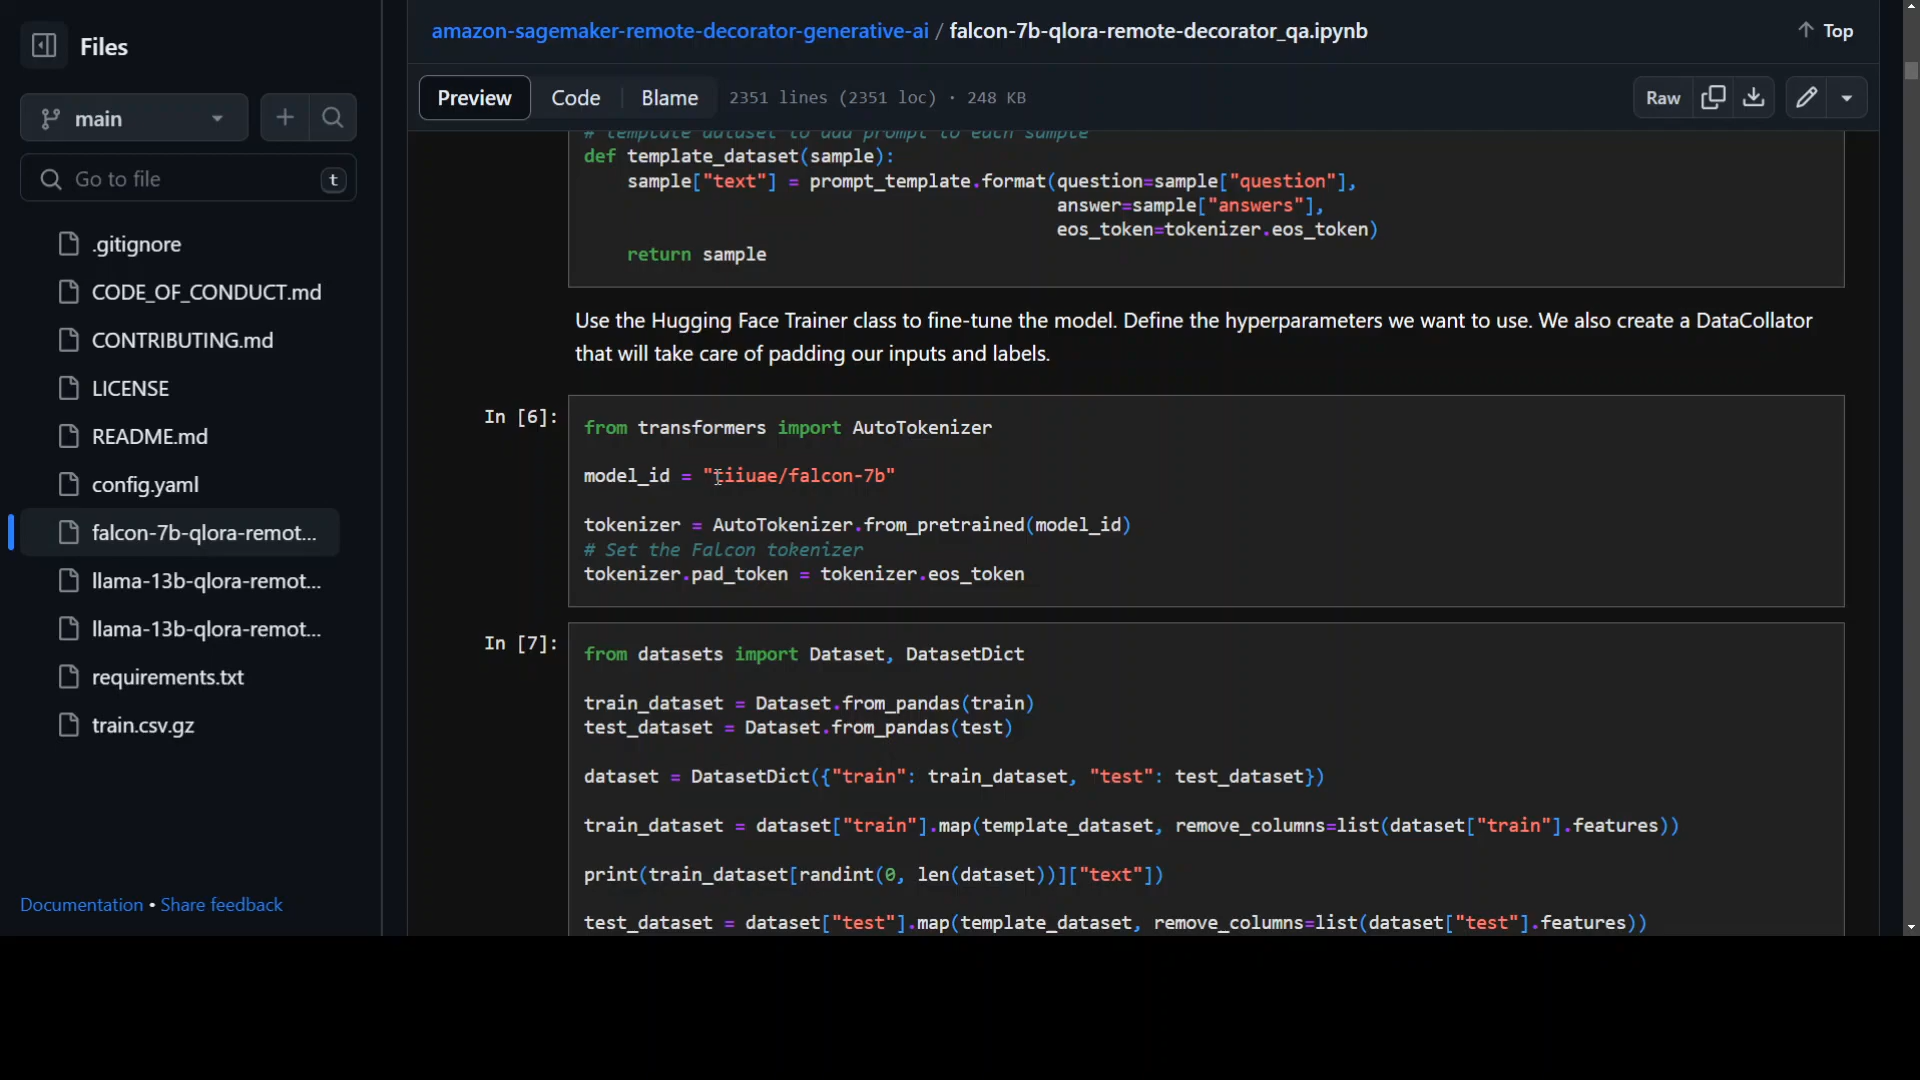 Files
main
Go to file
t
.gitignore
CODE_OF_CONDUCT.md
CONTRIBUTING.md
LICENSE
README.md
config.yaml
falcon-7b-qlora-remot...
llama-13b-qlora-remot...
llama-13b-qlora-remot...
requirements.txt
train.csv.gz
Documentation • Share feedback
amazon-sagemaker-remote-decorator-generative-ai / falcon-7b-qlora-remote-decorator_qa.ipynb
Top
Preview Code Blame 2351 lines (2351 loc) · 248 KB
Raw
# template dataset to add prompt to each sample
def template_dataset(sample):
sample["text"] = prompt_template.format(question=sample["question"],
answer=sample["answers"],
eos_token=tokenizer.eos_token)
return sample
Use the Hugging Face Trainer class to fine-tune the model. Define the hyperparameters we want to use. We also create a DataCollator
that will take care of padding our inputs and labels.
In [6]:
from transformers import AutoTokenizer
model_id = "tiiuae/falcon-7b"
tokenizer = AutoTokenizer.from_pretrained(model_id)
# Set the Falcon tokenizer
tokenizer.pad_token = tokenizer.eos_token
In [7]:
from datasets import Dataset, DatasetDict
train_dataset = Dataset.from_pandas(train)
test_dataset = Dataset.from_pandas(test)
dataset = DatasetDict({"train": train_dataset, "test": test_dataset})
train_dataset = dataset["train"].map(template_dataset, remove_columns=list(dataset["train"].features))
print(train_dataset[randint(0, len(dataset))]["text"])
test_dataset = dataset["test"].map(template_dataset, remove_columns=list(dataset["test"].features))